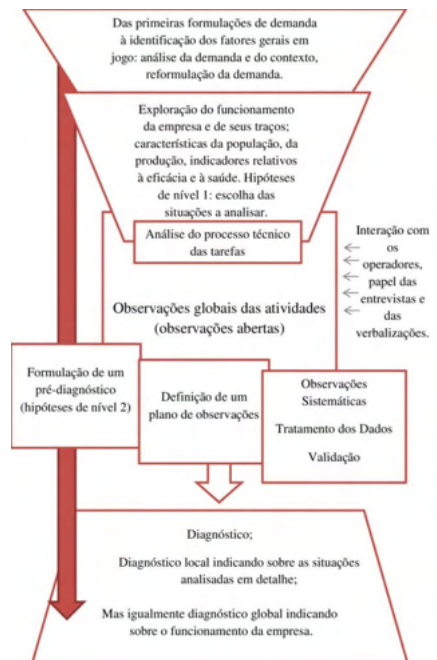 Das primeiras formulações de demanda
à identificação dos fatores gerais em
jogo: análise da demanda e do contexto,
reformulação da demanda.
Exploração do funcionamento
da empresa e de seus traços;
características da população, da
produção, indicadores relativos
à eficácia e à saúde. Hipóteses
de nível 1: escolha das
situações a analisar.
Análise do processo técnico
das tarefas
Interação com
os
operadores,
papel das
entrevistas e
das
verbalizações.
Observações globais das atividades
(observações abertas)
Formulação de um
pré-diagnóstico
(hipóteses de nível 2)
Definição de um
plano de observações
Observações
Sistemáticas
Tratamento dos Dados
Validação
Diagnóstico;
Diagnóstico local indicando sobre as situações
analisadas em detalhe;
Mas igualmente diagnóstico global indicando
sobre o funcionamento da empresa.